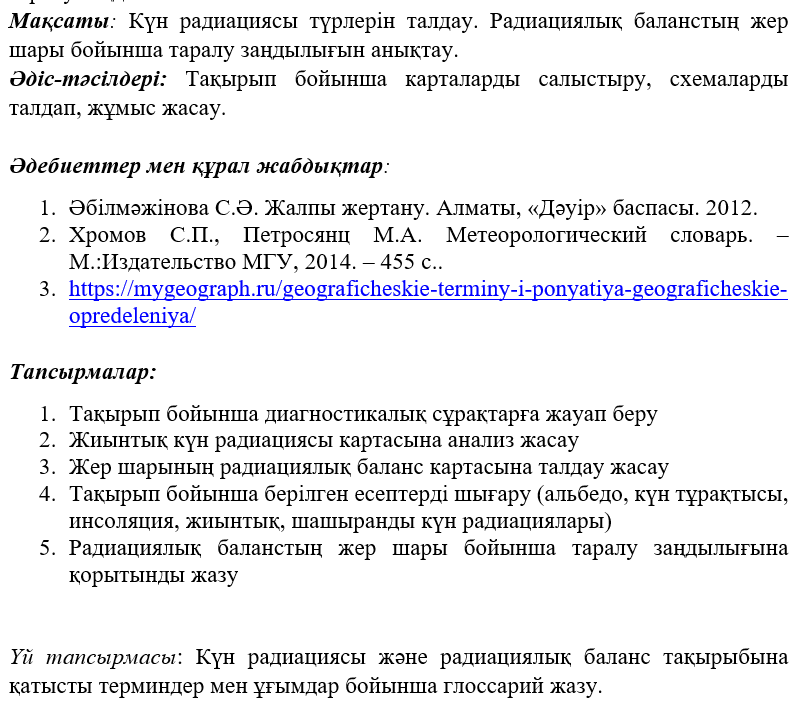 Мақсаты: Күн радиациясы түрлерін талдау. Радиациялық баланстың жер
шары бойынша таралу заңдылығын анықтау.
Әдіс-тәсілдері: Тақырып бойынша карталарды салыстыру, схемаларды
талдап, жұмыс жасау.
Әдебиеттер мен құрал жабдықтар:
1. Әбілмәжінова С.Ә. Жалпы жертану. Алматы, «Дәуір» баспасы. 2012.
2. Хромов С.П., Петросянц М.А. Метеорологический словарь. –
М.:Издательство МГУ, 2014. – 455 с..
3. https://mygeograph.ru/geograficheskie-terminy-i-ponyatiya-geograficheskie-
opredeleniya/
Тапсырмалар:
1. Тақырып бойынша диагностикалық сұрақтарға жауап беру
2. Жиынтық күн радиациясы картасына анализ жасау
3. Жер шарының радиациялық баланс картасына талдау жасау
4. Тақырып бойынша берілген есептерді шығару (альбедо, күн тұрақтысы,
инсоляция, жиынтық, шашыранды күн радиациялары)
5. Радиациялық баланстың жер шары бойынша таралу заңдылығына
қорытынды жазу
Үй тапсырмасы: Күн радиациясы және радиациялық баланс тақырыбына
қатысты терминдер мен ұғымдар бойынша глоссарий жазу.